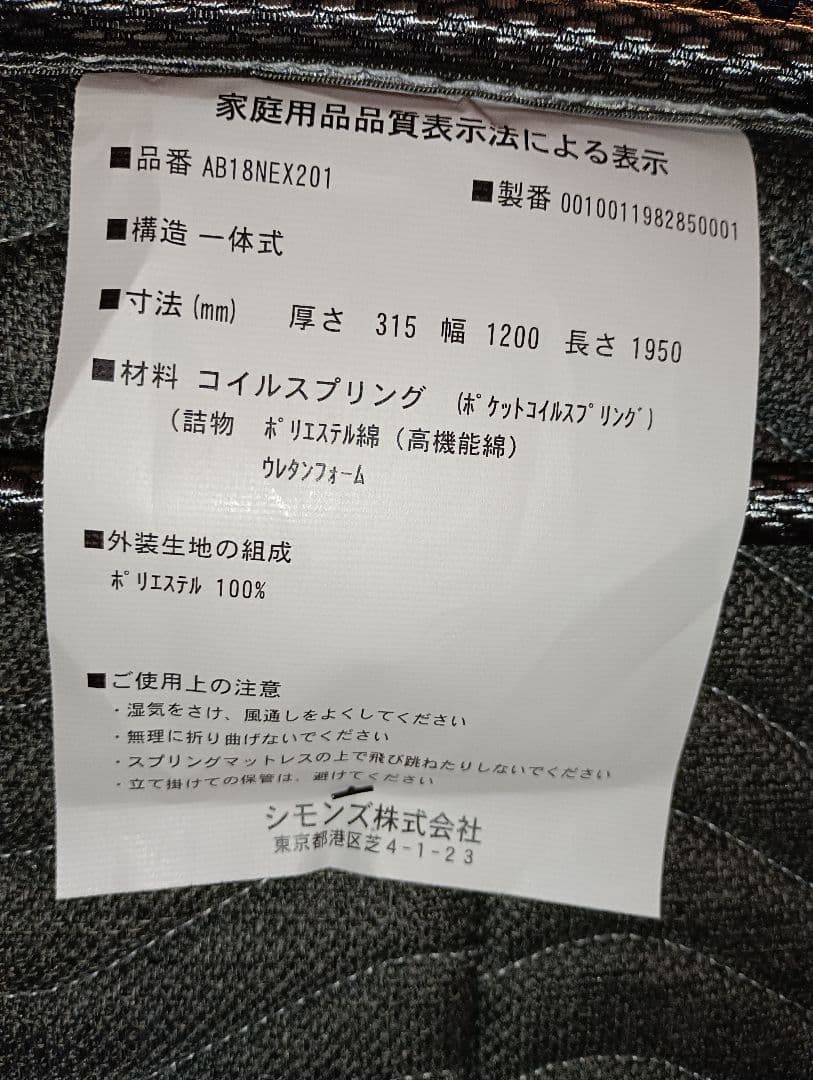 家庭用品品質表示法による表示
■品番 AB18NEX201 ■製番 0010011982850001
■構造 一体式
■寸法(mm) 厚さ 315 幅 1200 長さ 1950
■材料 コイルスプリング (ﾎﾟｹｯﾄｺｲﾙｽﾌﾟﾘﾝｸﾞ)
(詰物 ﾎﾟﾘｴｽﾃﾙ綿(高機能綿)
ｳﾚﾀﾝﾌｫｰﾑ
■外装生地の組成
ﾎﾟﾘｴｽﾃﾙ 100%
■ご使用上の注意
・湿気をさけ、風通しをよくしてください
・無理に折り曲げないでください
・スプリングマットレスの上で飛び跳ねたりしないでください
・立て掛けての保管は、避けてください
シモンズ株式会社
東京都港区芝4-1-23